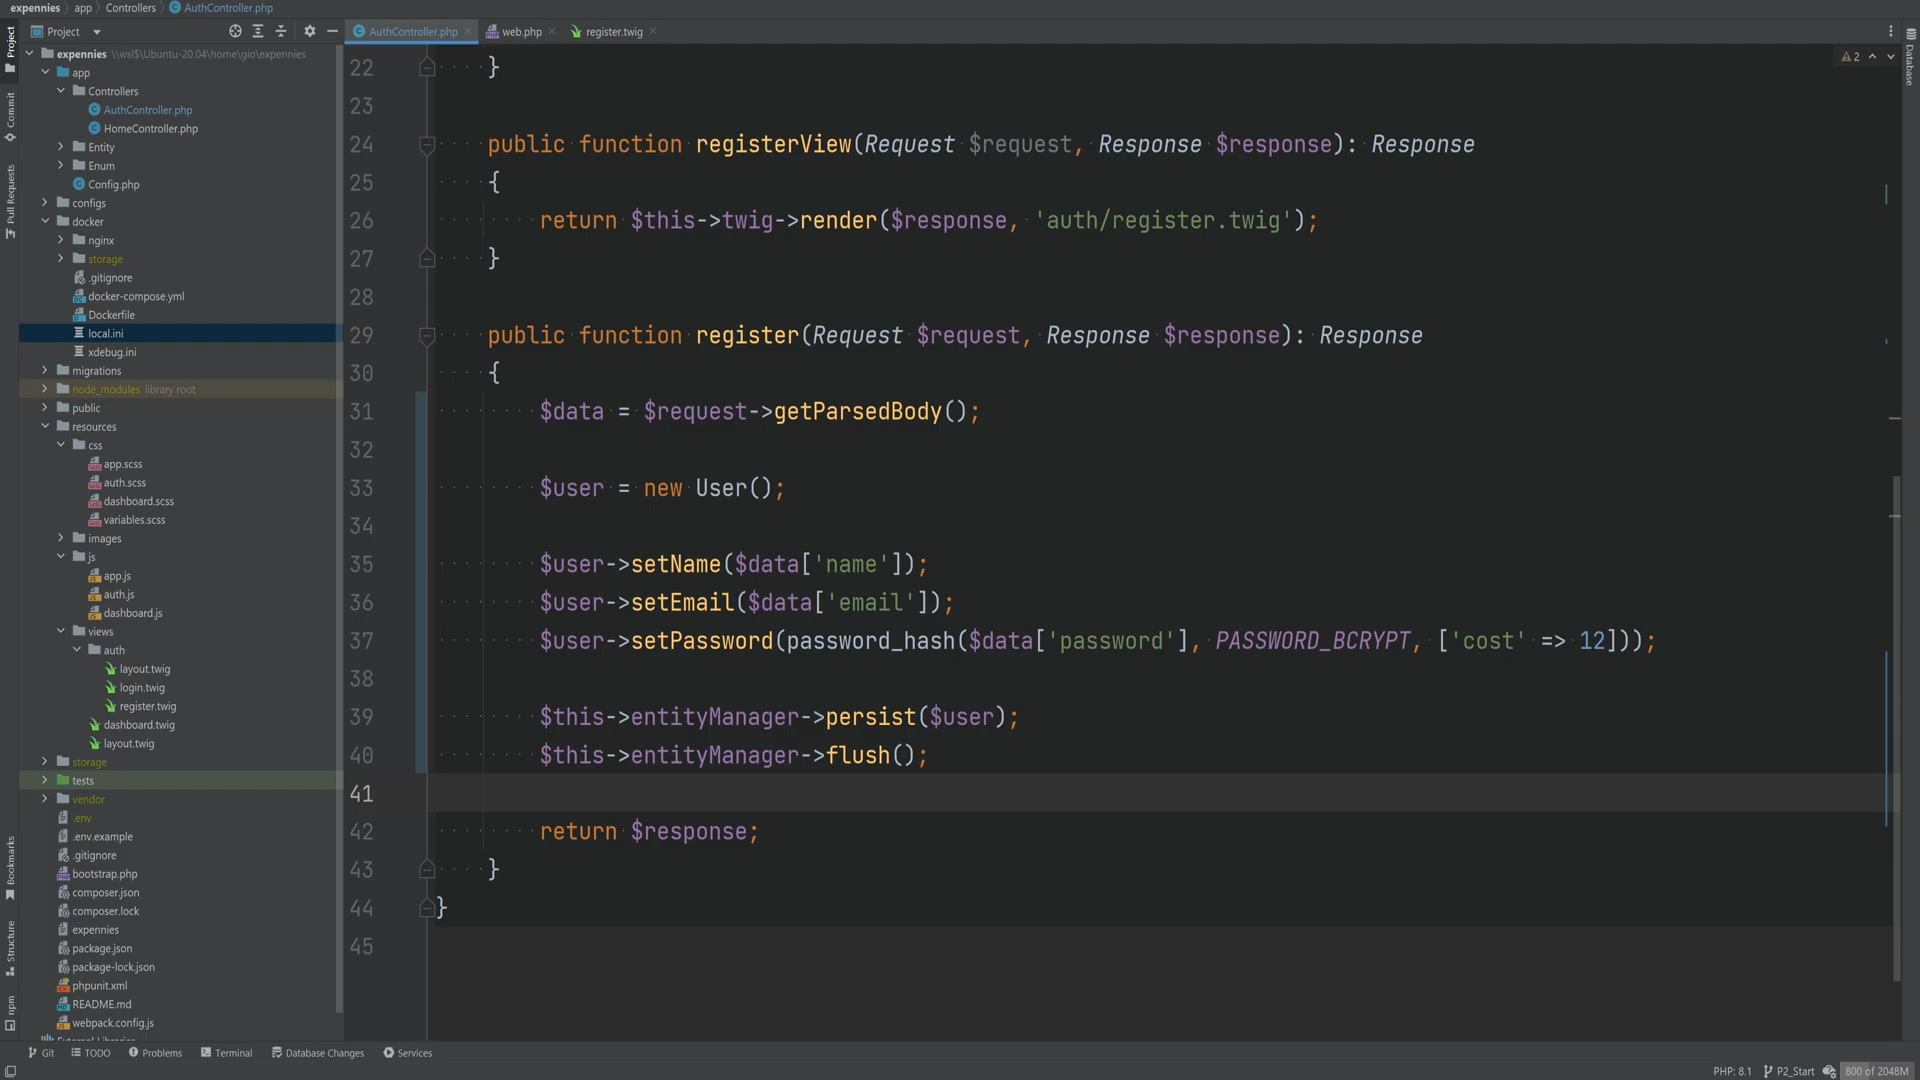 expennies > app > Controllers > AuthController.php
Project
AuthController.php
web.php
register.twig
expennies \\wsl$\Ubuntu-20.04\home\gio\expennies
app
Controllers
AuthController.php
HomeController.php
Entity
Enum
Config.php
configs
docker
nginx
storage
.gitignore
docker-compose.yml
Dockerfile
local.ini
xdebug.ini
migrations
node_modules library root
public
resources
css
app.scss
auth.scss
dashboard.scss
variables.scss
images
js
app.js
auth.js
dashboard.js
views
auth
layout.twig
login.twig
register.twig
dashboard.twig
layout.twig
storage
tests
vendor
.env
.env.example
.gitignore
bootstrap.php
composer.json
composer.lock
expennies
package.json
package-lock.json
phpunit.xml
README.md
webpack.config.js
External Libraries
Project
Commit
Pull Requests
Bookmarks
Structure
npm
22 }
23
24 public function registerView(Request $request, Response $response): Response
25 {
26 return $this->twig->render($response, 'auth/register.twig');
27 }
28
29 public function register(Request $request, Response $response): Response
30 {
31 $data = $request->getParsedBody();
32
33 $user = new User();
34
35 $user->setName($data['name']);
36 $user->setEmail($data['email']);
37 $user->setPassword(password_hash($data['password'], PASSWORD_BCRYPT, ['cost' => 12]));
38
39 $this->entityManager->persist($user);
40 $this->entityManager->flush();
41
42 return $response;
43 }
44 }
45
2
Database
Git
TODO
Problems
Terminal
Database Changes
Services
PHP: 8.1
P2_Start
800 of 2048M